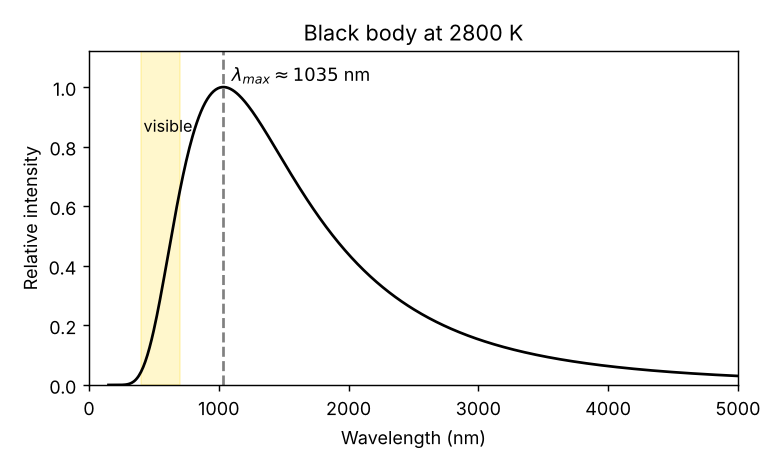 Black body at 2800 K
λmax ≈ 1035 nm
visible
Relative intensity
1.0
0.8
0.6
0.4
0.2
0.0
0 1000 2000 3000 4000 5000
Wavelength (nm)